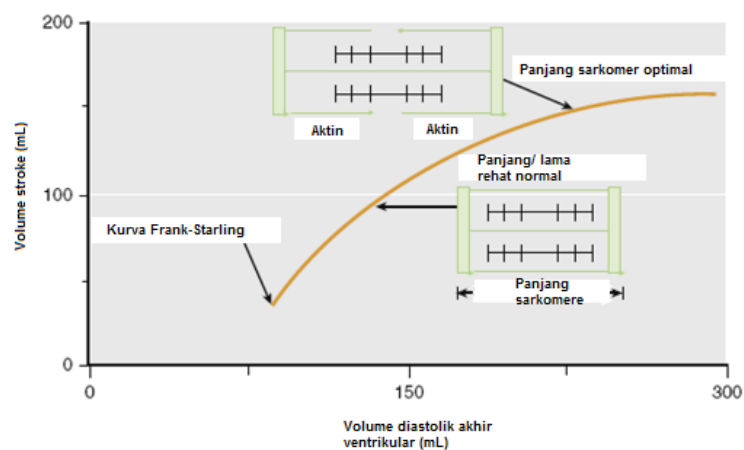 200
Panjang sarkomer optimal
Aktin
Aktin
Panjang/ lama
rehat normal
Volume stroke (mL)
100
Kurva Frank-Starling
Panjang
sarkomere
0
0
150
300
Volume diastolik akhir
ventrikular (mL)